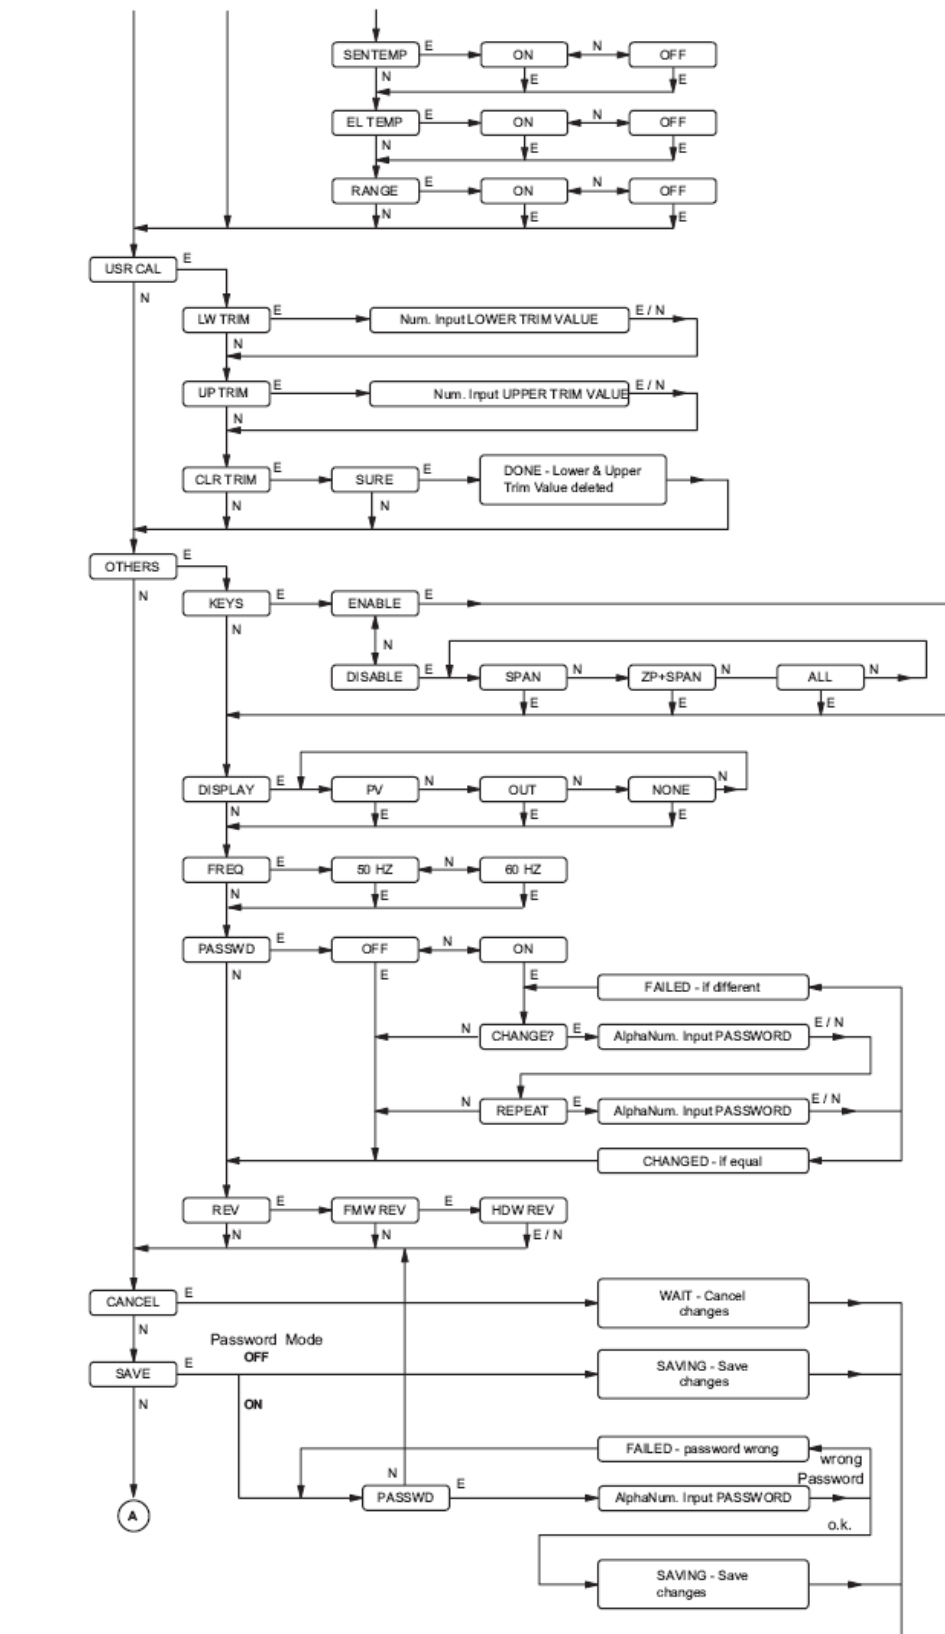 SENTEMP E ON N OFF
N E E
EL TEMP E ON N OFF
N E E
RANGE E ON N OFF
N E E
USR CAL E
N
LW TRIM E Num. Input LOWER TRIM VALUE E / N
N
UP TRIM E Num. Input UPPER TRIM VALUE E / N
N
CLR TRIM E SURE E DONE - Lower & Upper
Trim Value deleted
N N
OTHERS E
N
KEYS E ENABLE E
N
N
DISABLE E SPAN N ZP+SPAN N ALL N
E E E
DISPLAY E PV N OUT N NONE N
N E E E
FREQ E 50 HZ N 60 HZ
N E E
PASSWD E OFF N ON
N E E
FAILED - if different
N CHANGE? E AlphaNum. Input PASSWORD E / N
N REPEAT E AlphaNum. Input PASSWORD E / N
CHANGED - if equal
REV E FMW REV E HDW REV
N N E / N
CANCEL E WAIT - Cancel
changes
N
Password Mode
OFF
SAVE E SAVING - Save
changes
N ON
FAILED - password wrong
wrong
Password
N
PASSWD E AlphaNum. Input PASSWORD
A
o.k.
SAVING - Save
changes